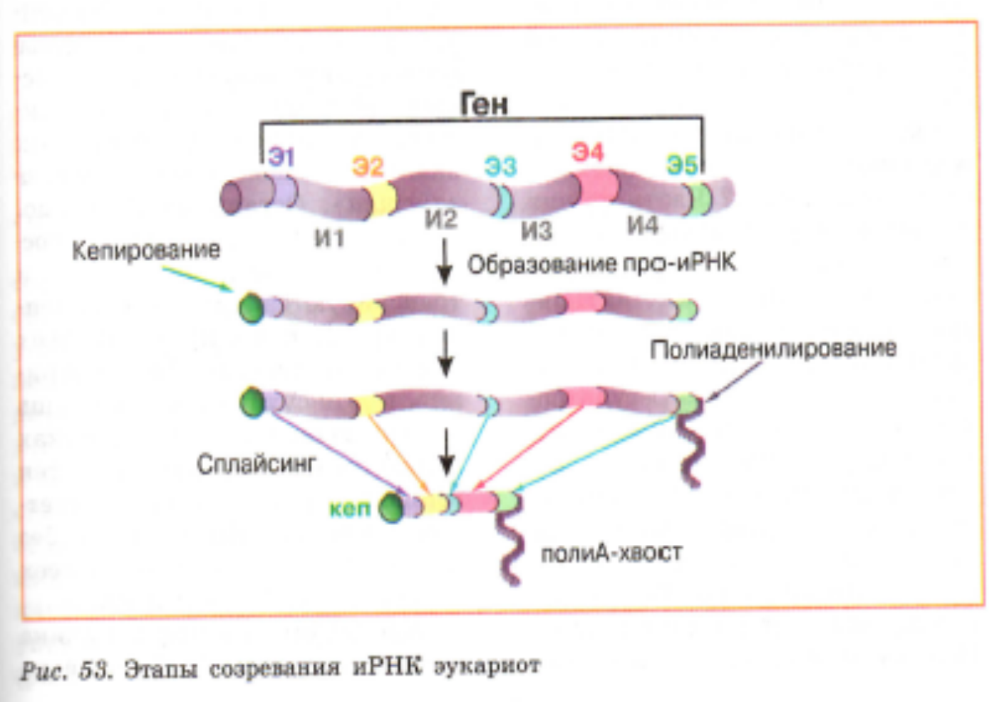 Ген
Э1 Э2 Э3 Э4 Э5
И1 И2 И3 И4
Кепирование
Образование про-иРНК
Полиаденилирование
Сплайсинг
кеп
полиА-хвост
Рис. 53. Этапы созревания иРНК эукариот